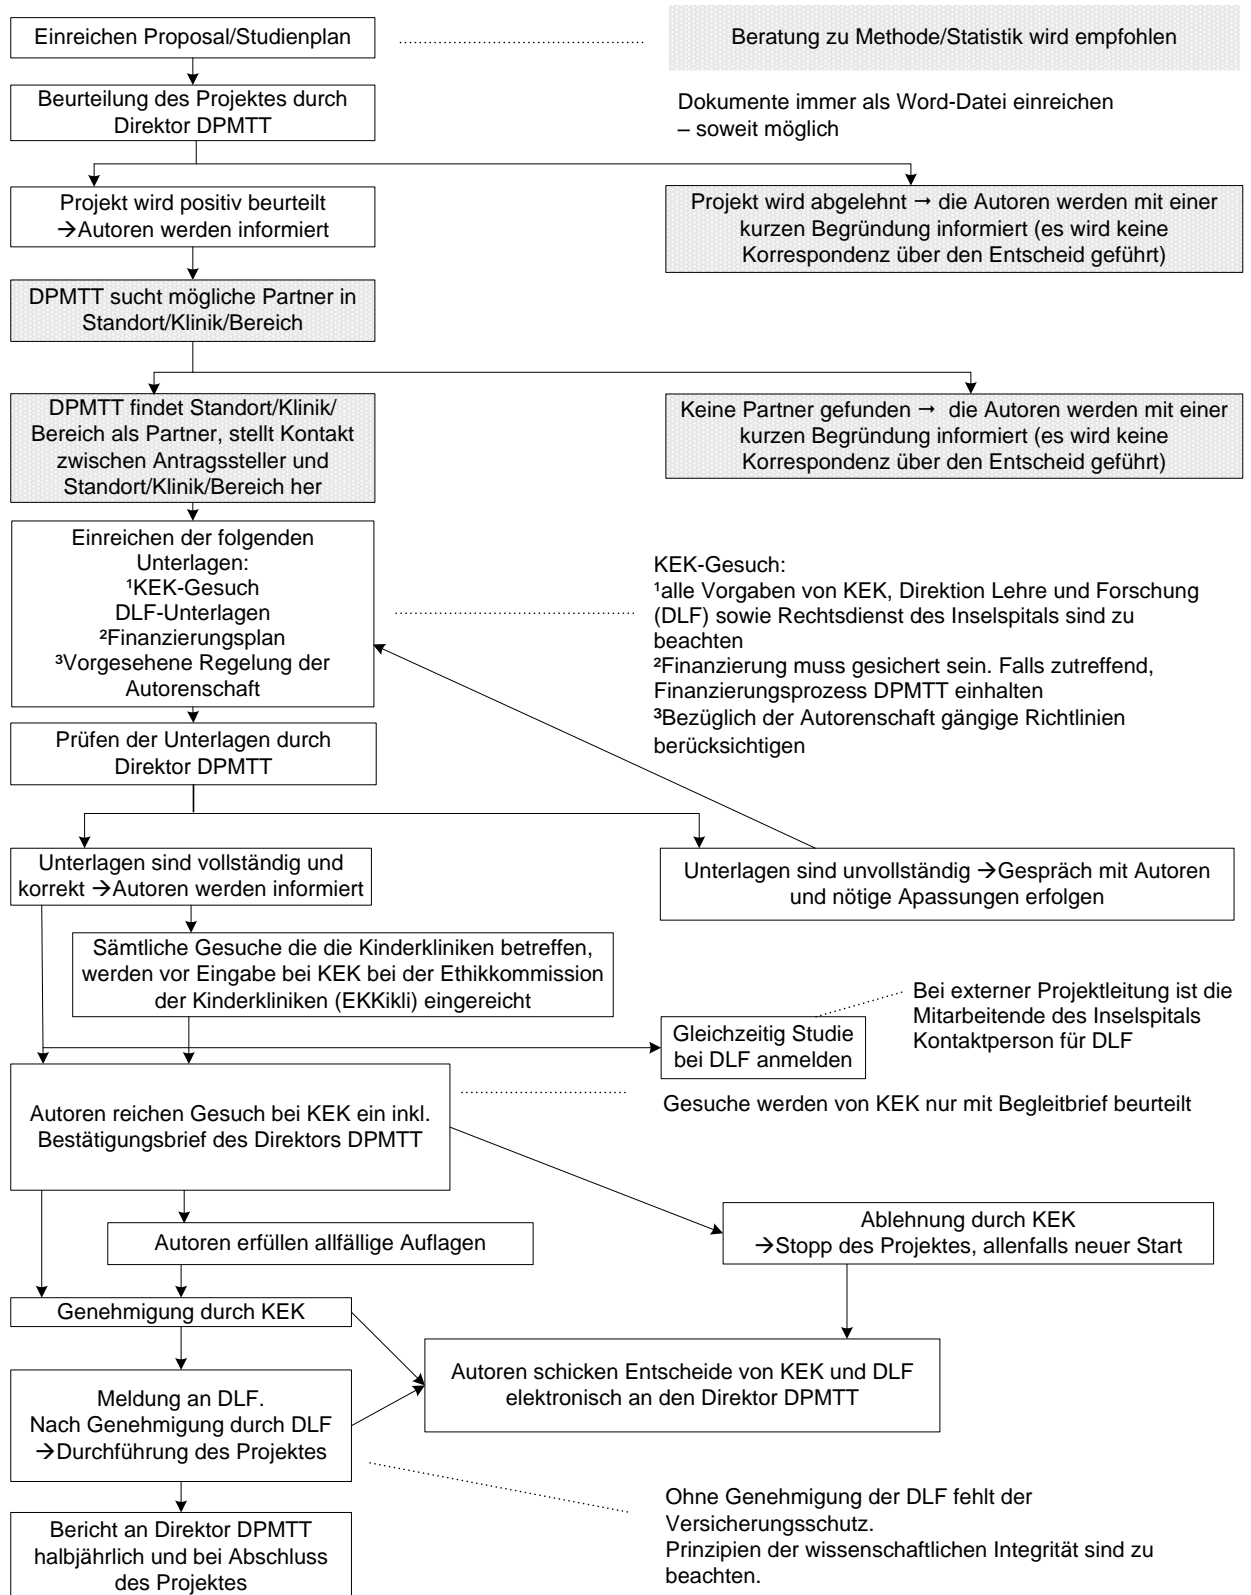 Einreichen Proposal/Studienplan
Beratung zu Methode/Statistik wird empfohlen
Beurteilung des Projektes durch
Direktor DPMTT
Dokumente immer als Word-Datei einreichen
– soweit möglich
Projekt wird positiv beurteilt
→Autoren werden informiert
Projekt wird abgelehnt → die Autoren werden mit einer
kurzen Begründung informiert (es wird keine
Korrespondenz über den Entscheid geführt)
DPMTT sucht mögliche Partner in
Standort/Klinik/Bereich
DPMTT findet Standort/Klinik/
Bereich als Partner, stellt Kontakt
zwischen Antragssteller und
Standort/Klinik/Bereich her
Keine Partner gefunden → die Autoren werden mit einer
kurzen Begründung informiert (es wird keine
Korrespondenz über den Entscheid geführt)
Einreichen der folgenden
Unterlagen:
¹KEK-Gesuch
DLF-Unterlagen
²Finanzierungsplan
³Vorgesehene Regelung der
Autorenschaft
KEK-Gesuch:
¹alle Vorgaben von KEK, Direktion Lehre und Forschung
(DLF) sowie Rechtsdienst des Inselspitals sind zu
beachten
²Finanzierung muss gesichert sein. Falls zutreffend,
Finanzierungsprozess DPMTT einhalten
³Bezüglich der Autorenschaft gängige Richtlinien
berücksichtigen
Prüfen der Unterlagen durch
Direktor DPMTT
Unterlagen sind vollständig und
korrekt →Autoren werden informiert
Unterlagen sind unvollständig →Gespräch mit Autoren
und nötige Apassungen erfolgen
Sämtliche Gesuche die die Kinderkliniken betreffen,
werden vor Eingabe bei KEK bei der Ethikkommission
der Kinderkliniken (EKKikli) eingereicht
Gleichzeitig Studie
bei DLF anmelden
Bei externer Projektleitung ist die
Mitarbeitende des Inselspitals
Kontaktperson für DLF
Autoren reichen Gesuch bei KEK ein inkl.
Bestätigungsbrief des Direktors DPMTT
Gesuche werden von KEK nur mit Begleitbrief beurteilt
Autoren erfüllen allfällige Auflagen
Ablehnung durch KEK
→Stopp des Projektes, allenfalls neuer Start
Genehmigung durch KEK
Autoren schicken Entscheide von KEK und DLF
elektronisch an den Direktor DPMTT
Meldung an DLF.
Nach Genehmigung durch DLF
→Durchführung des Projektes
Ohne Genehmigung der DLF fehlt der
Versicherungsschutz.
Prinzipien der wissenschaftlichen Integrität sind zu
beachten.
Bericht an Direktor DPMTT
halbjährlich und bei Abschluss
des Projektes